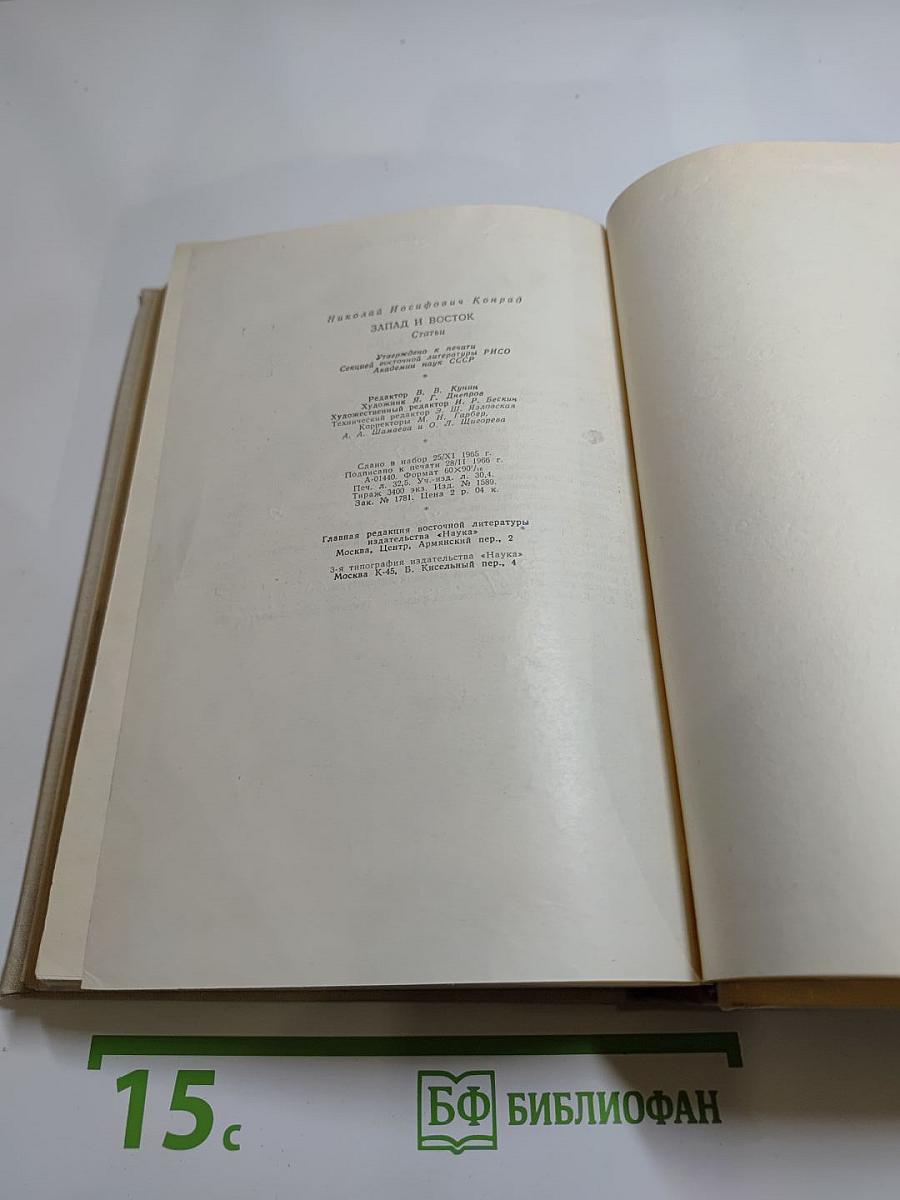 Николай Иосифович Конрад
ЗАПАД И ВОСТОК
Статьи
Утверждено к печати
Секцией восточной литературы РИСО
Академии наук СССР
*
Редактор В. В. Кунин
Художник Я. Г. Днепров
Художественный редактор И. Р. Бескин
Технический редактор Э. Ш. Язловская
Корректоры М. Н. Гарбер,
А. А. Шамаева и О. Л. Щигорева
*
Сдано в набор 25/XI 1965 г.
Подписано к печати 28/II 1966 г.
А-01440. Формат 60×90¹/₁₆
Печ. л. 32,5. Уч.-изд. л. 30,4.
Тираж 3400 экз. Изд. № 1589.
Зак. № 1781. Цена 2 р. 04 к.
*
Главная редакция восточной литературы
издательства «Наука»
Москва, Центр, Армянский пер., 2
3-я типография издательства «Наука»
Москва К-45, Б. Кисельный пер., 4
15 с
БФ БИБЛИОФАН